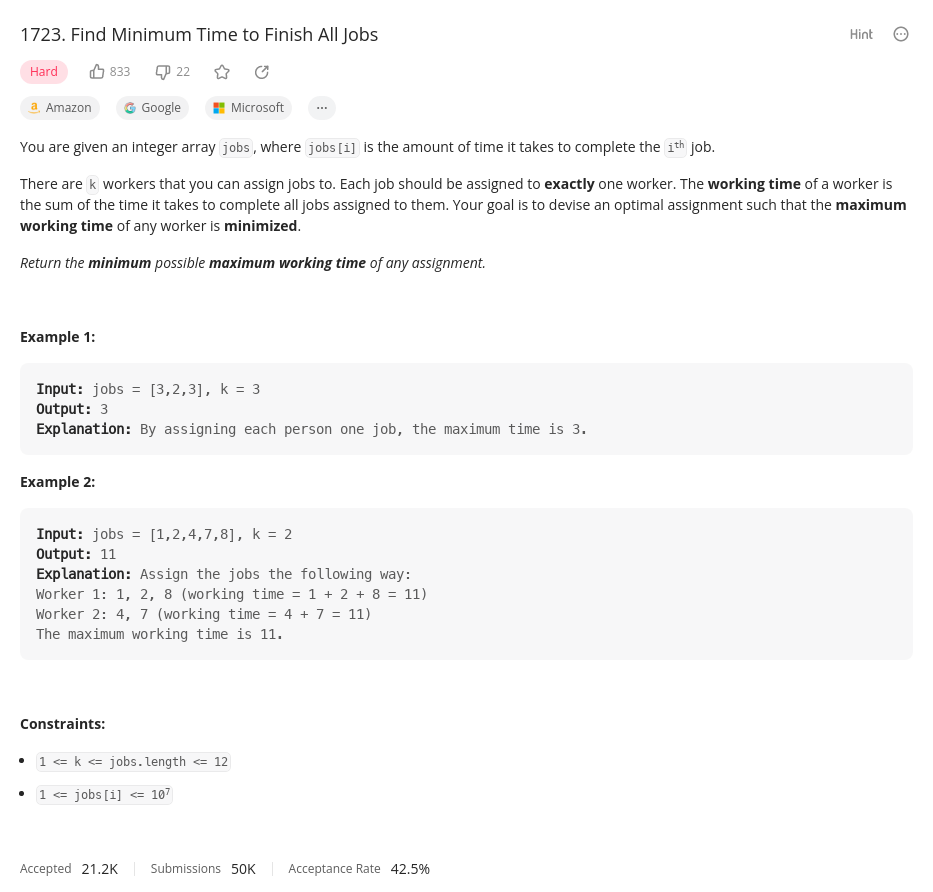 1723. Find Minimum Time to Finish All Jobs
Hint
Hard 833 22
Amazon Google Microsoft ...
You are given an integer array jobs, where jobs[i] is the amount of time it takes to complete the ith job.
There are k workers that you can assign jobs to. Each job should be assigned to exactly one worker. The working time of a worker is
the sum of the time it takes to complete all jobs assigned to them. Your goal is to devise an optimal assignment such that the maximum
working time of any worker is minimized.
Return the minimum possible maximum working time of any assignment.
Example 1:
Input: jobs = [3,2,3], k = 3
Output: 3
Explanation: By assigning each person one job, the maximum time is 3.
Example 2:
Input: jobs = [1,2,4,7,8], k = 2
Output: 11
Explanation: Assign the jobs the following way:
Worker 1: 1, 2, 8 (working time = 1 + 2 + 8 = 11)
Worker 2: 4, 7 (working time = 4 + 7 = 11)
The maximum working time is 11.
Constraints:
1 <= k <= jobs.length <= 12
1 <= jobs[i] <= 10⁷
Accepted 21.2K Submissions 50K Acceptance Rate 42.5%